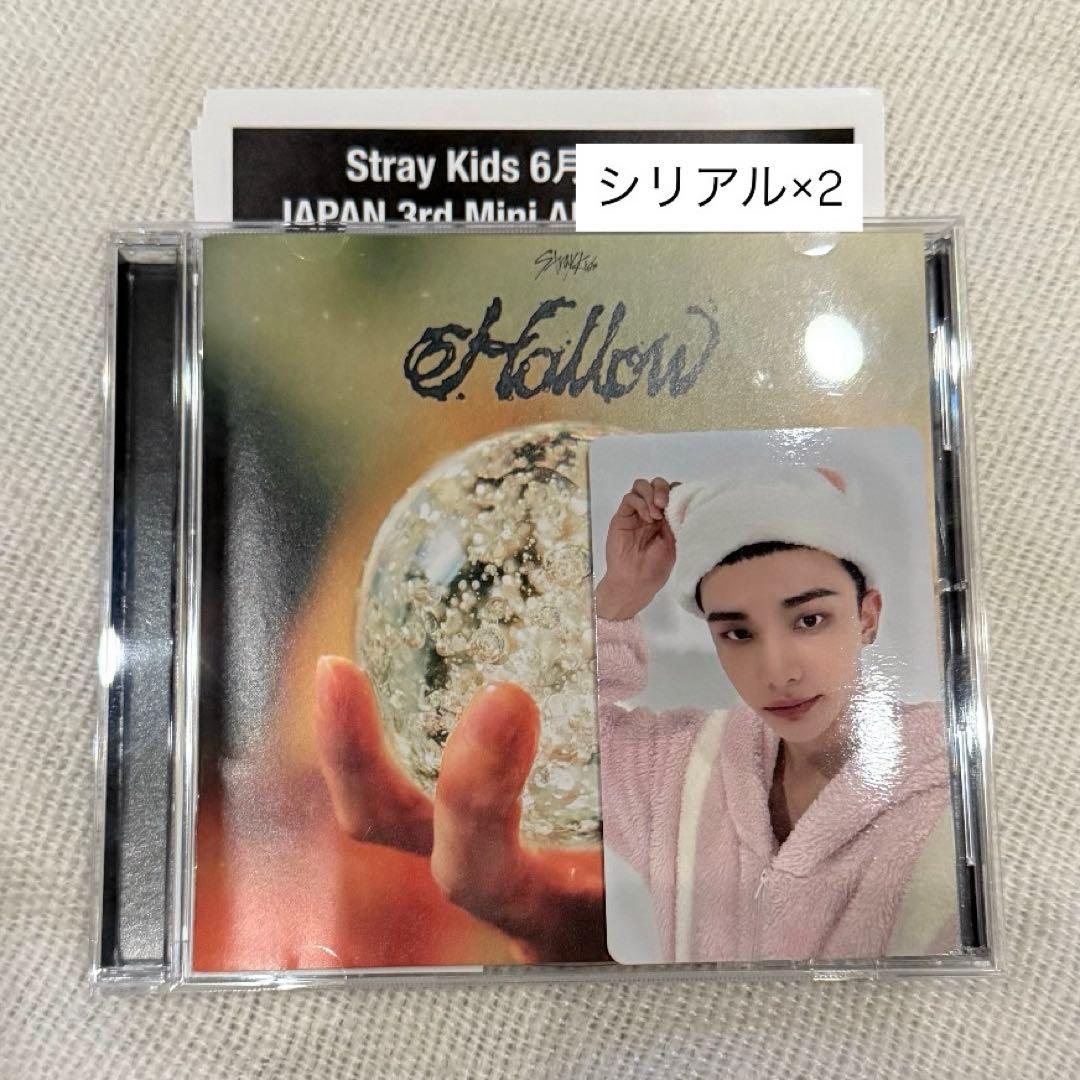 Stray Kids 6月
シリアル×2
JAPAN 3rd Mini Al
Stray Kids
Hollow